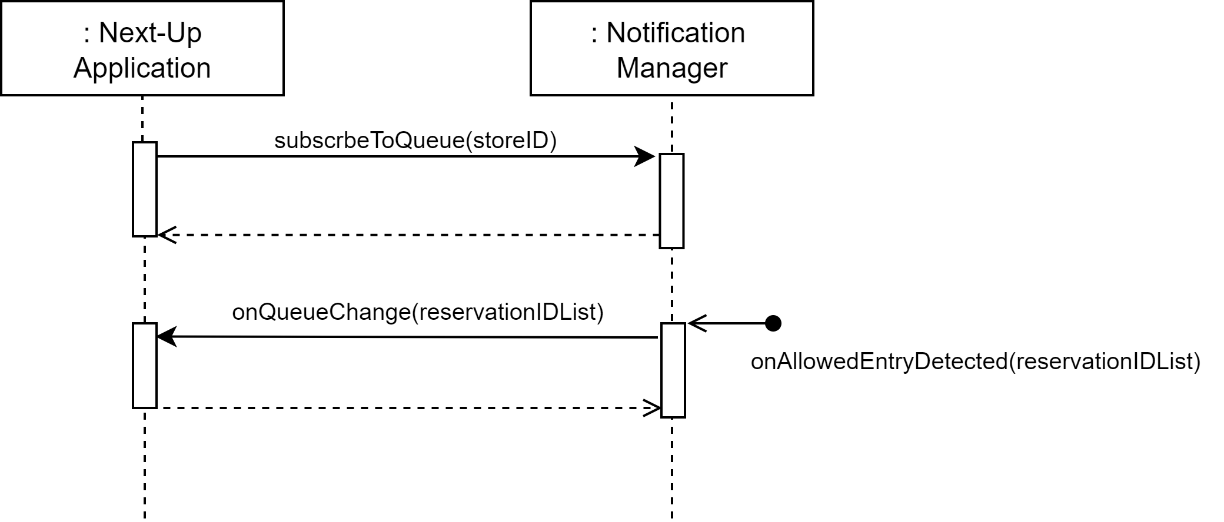 : Next-Up
Application
: Notification
Manager
subscrbeToQueue(storeID)
onQueueChange(reservationIDList)
onAllowedEntryDetected(reservationIDList)